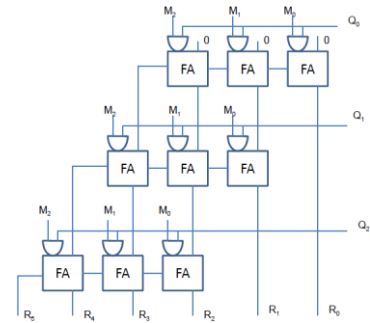 M₂ M₁ M₀ Q₀
0 0 0
FA FA FA
M₂ M₁ M₀ Q₁
FA FA FA
M₂ M₁ M₀ Q₂
FA FA FA
R₅ R₄ R₃ R₂ R₁ R₀